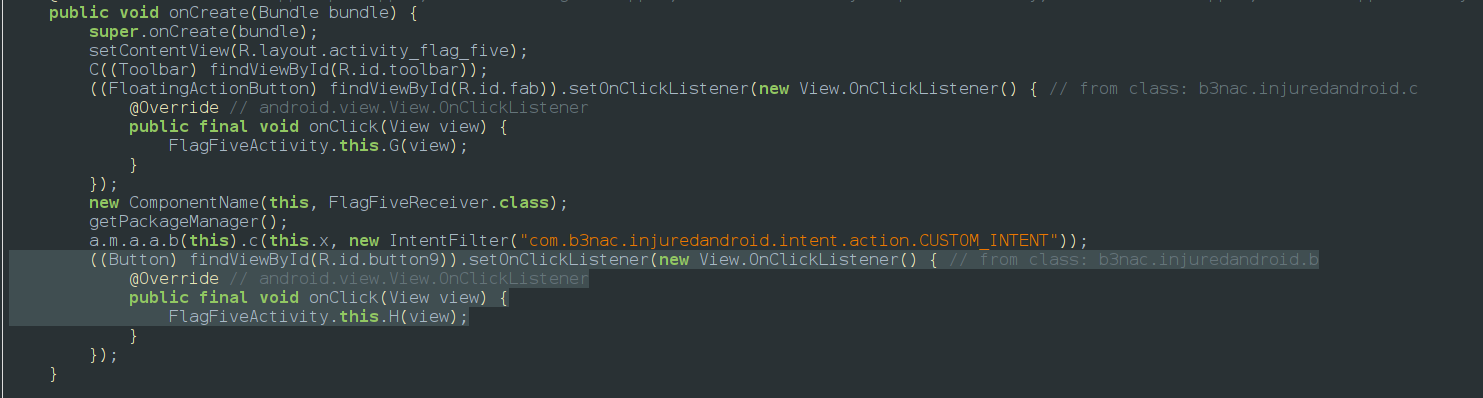 public void onCreate(Bundle bundle) {
super.onCreate(bundle);
setContentView(R.layout.activity_flag_five);
C((Toolbar) findViewById(R.id.toolbar));
((FloatingActionButton) findViewById(R.id.fab)).setOnClickListener(new View.OnClickListener() { // from class: b3nac.injuredandroid.c
@Override // android.view.View.OnClickListener
public final void onClick(View view) {
FlagFiveActivity.this.G(view);
}
});
new ComponentName(this, FlagFiveReceiver.class);
getPackageManager();
a.m.a.a.b(this).c(this.x, new IntentFilter("com.b3nac.injuredandroid.intent.action.CUSTOM_INTENT"));
((Button) findViewById(R.id.button9)).setOnClickListener(new View.OnClickListener() { // from class: b3nac.injuredandroid.b
@Override // android.view.View.OnClickListener
public final void onClick(View view) {
FlagFiveActivity.this.H(view);
}
});
}